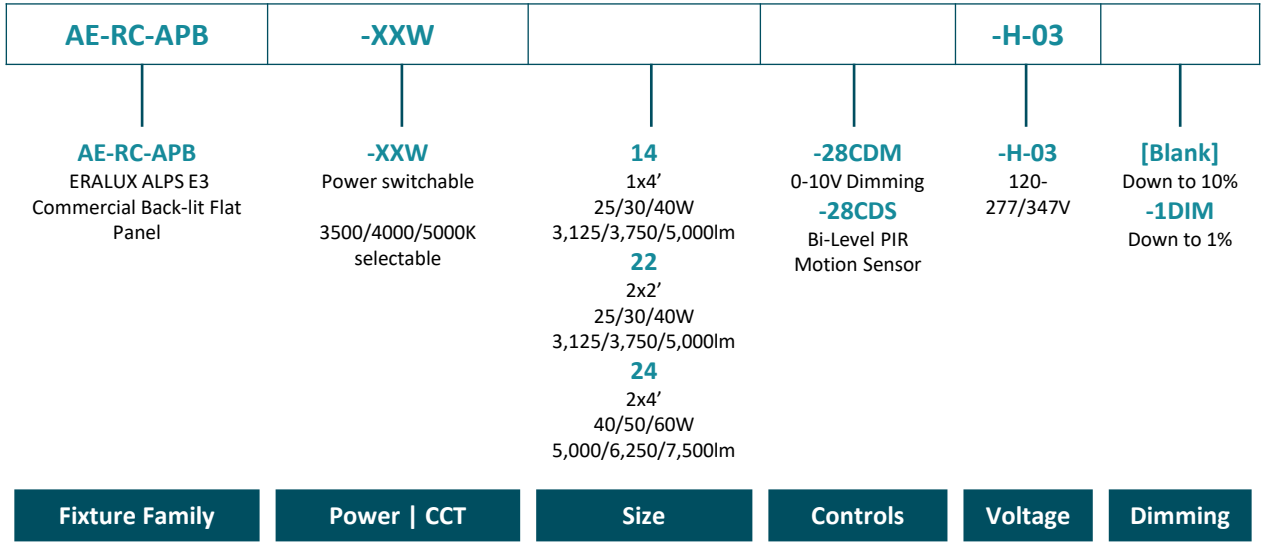 AE-RC-APB
-XXW
-H-03
AE-RC-APB
ERALUX ALPS E3
Commercial Back-lit Flat
Panel
-XXW
Power switchable
3500/4000/5000K
selectable
14
1x4’
25/30/40W
3,125/3,750/5,000lm
22
2x2’
25/30/40W
3,125/3,750/5,000lm
24
2x4’
40/50/60W
5,000/6,250/7,500lm
-28CDM
0-10V Dimming
-28CDS
Bi-Level PIR
Motion Sensor
-H-03
120-
277/347V
[Blank]
Down to 10%
-1DIM
Down to 1%
Fixture Family
Power | CCT
Size
Controls
Voltage
Dimming